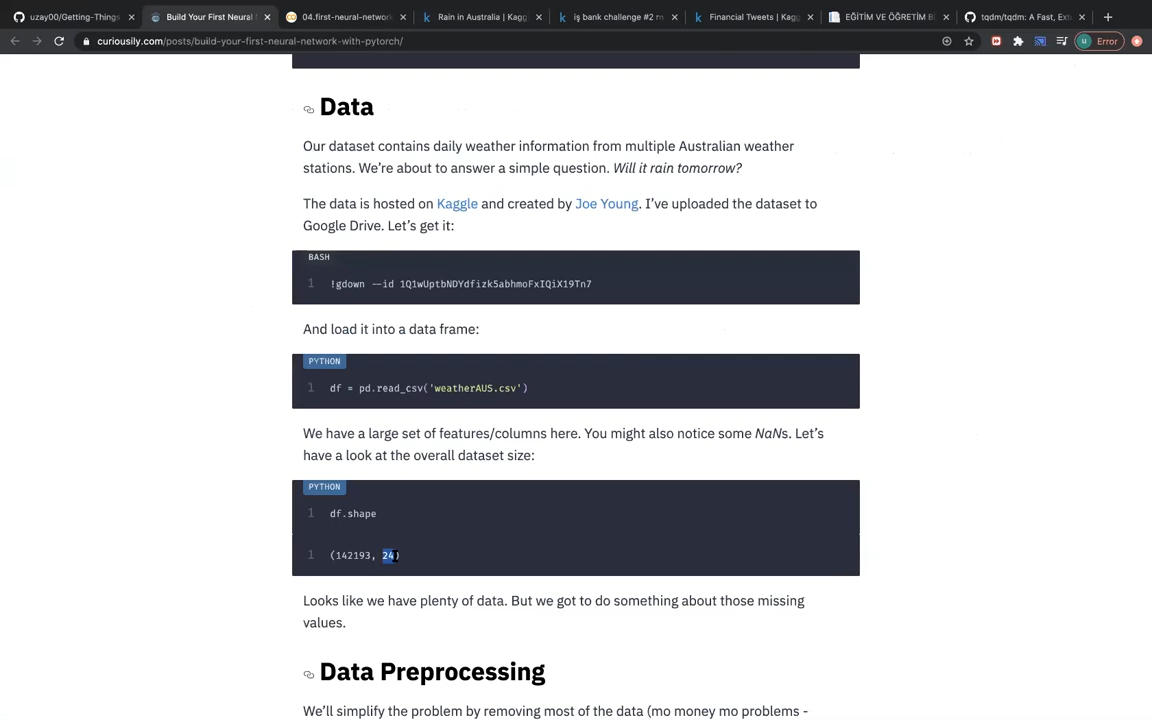 uzay00/Getting-Things
Build Your First Neural N
04.first-neural-network
Rain in Australia | Kagg
iş bank challenge #2 m
Financial Tweets | Kagg
EĞİTİM VE ÖĞRETİM Bİ
tqdm/tqdm: A Fast, Ext
curiousily.com/posts/build-your-first-neural-network-with-pytorch/
u
Error
Data
Our dataset contains daily weather information from multiple Australian weather
stations. We're about to answer a simple question. Will it rain tomorrow?
The data is hosted on Kaggle and created by Joe Young. I've uploaded the dataset to
Google Drive. Let's get it:
BASH
1 !gdown --id 1Q1wUptbNDYdfizk5abhmoFxIQiX19Tn7
And load it into a data frame:
PYTHON
1 df = pd.read_csv('weatherAUS.csv')
We have a large set of features/columns here. You might also notice some NaNs. Let's
have a look at the overall dataset size:
PYTHON
1 df.shape
1 (142193, 24)
Looks like we have plenty of data. But we got to do something about those missing
values.
Data Preprocessing
We'll simplify the problem by removing most of the data (mo money mo problems -